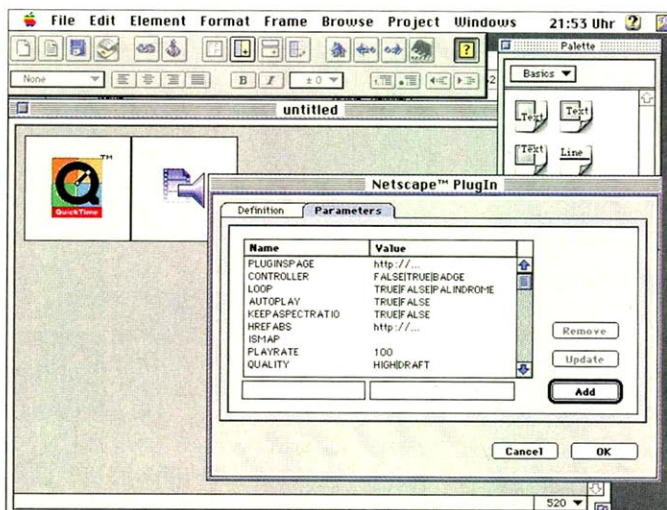 File Edit Element Format Frame Browse Project Windows 21:53 Uhr
?
Palette
None B I ± 0
Basics
untitled
Text Text
Text Line
TM
QuickTime
Netscape™ PlugIn
Definition Parameters
Name Value
PLUGINSPAGE http://...
CONTROLLER FALSE|TRUE|BADGE
LOOP TRUE|FALSE|PALINDROME
AUTOPLAY TRUE|FALSE
KEEPASPECTRATIO TRUE|FALSE
HREFABS http://...
ISMAP
PLAYRATE 100
QUALITY HIGH|DRAFT
Remove
Update
Add
Cancel OK
520